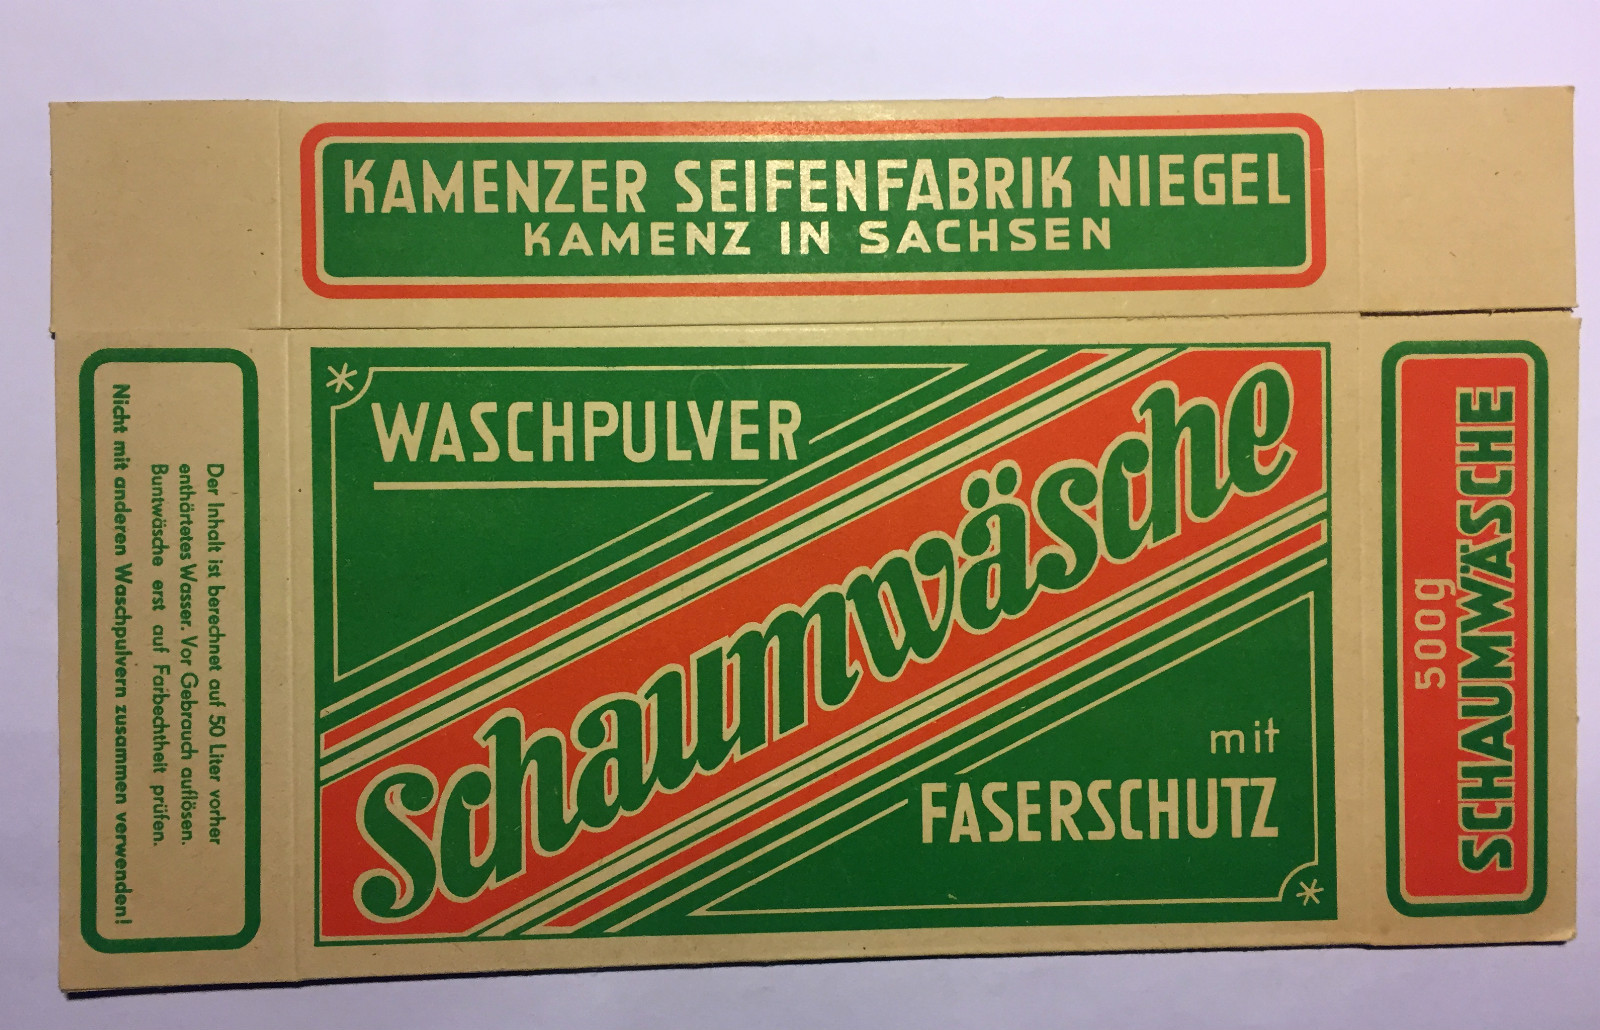 KAMENZER SEIFENFABRIK NIEGEL
KAMENZ IN SACHSEN
Der Inhalt ist berechnet auf 50 Liter vorher
enthärtetes Wasser. Vor Gebrauch auflösen.
Buntwäsche erst auf Farbechtheit prüfen.
Nicht mit anderen Waschpulvern zusammen verwenden!
WASCHPULVER
Schaumwäsche
mit
FASERSCHUTZ
500g
SCHAUMWÄSCHE